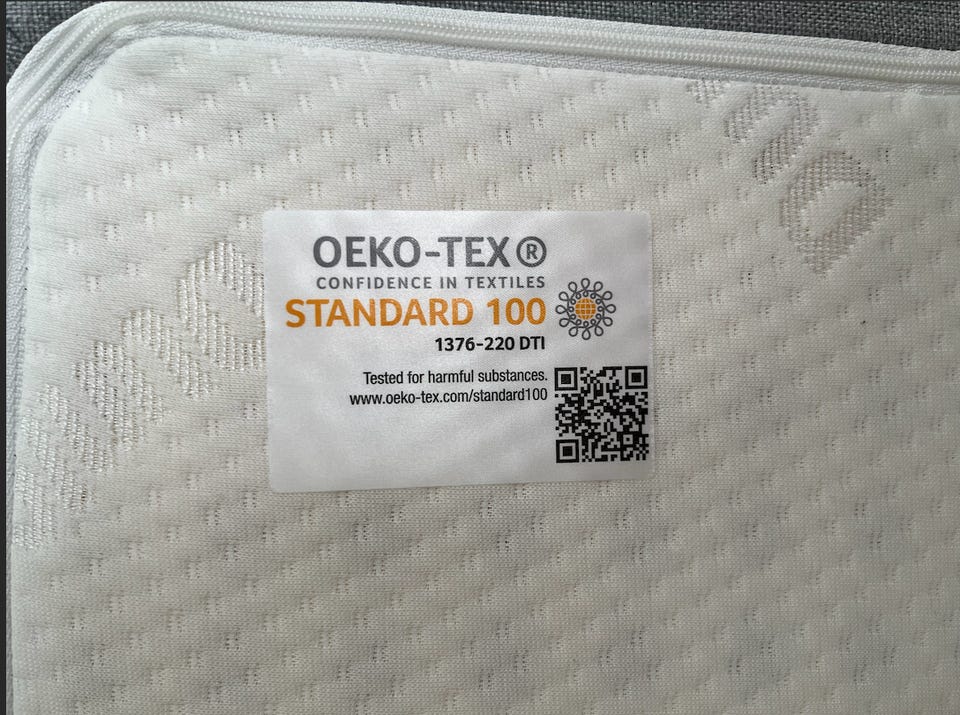 OEKO-TEX®
CONFIDENCE IN TEXTILES
STANDARD 100
1376-220 DTI
Tested for harmful substances.
www.oeko-tex.com/standard100